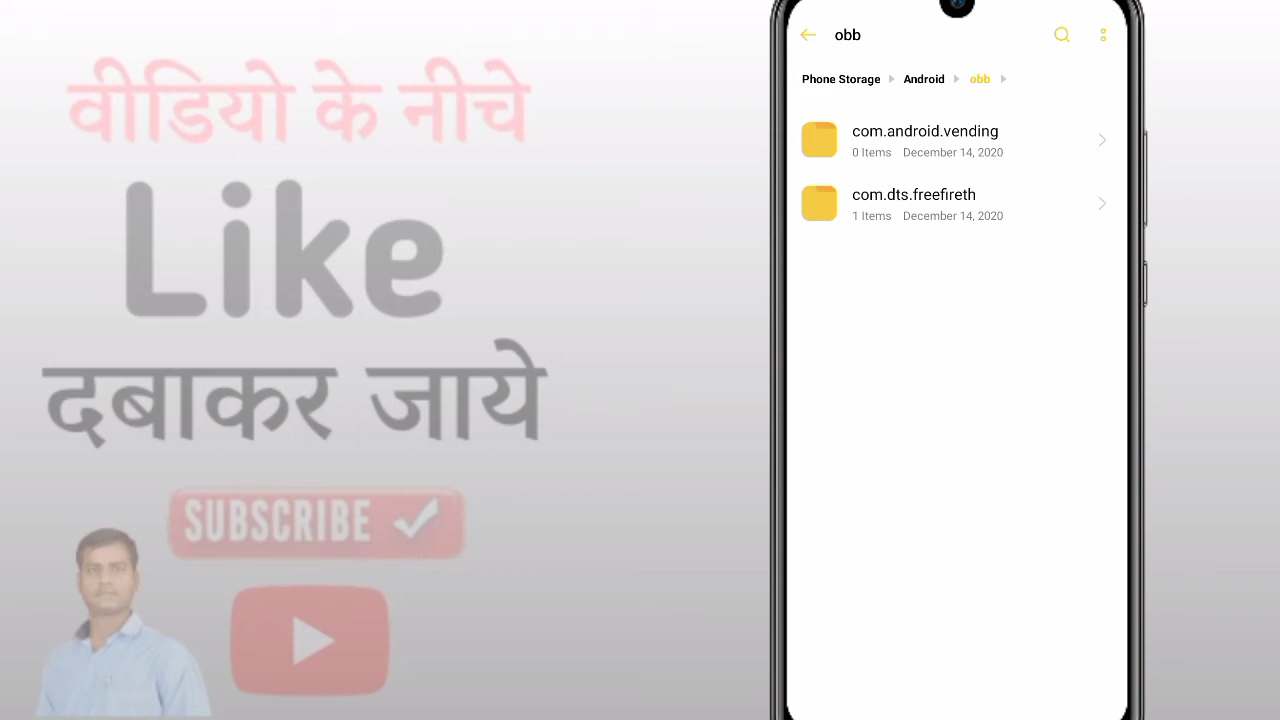 वीडियो के नीचे
Like
दबाकर जाये
SUBSCRIBE
obb
Phone Storage Android obb
com.android.vending
0 Items December 14, 2020
com.dts.freefireth
1 Items December 14, 2020